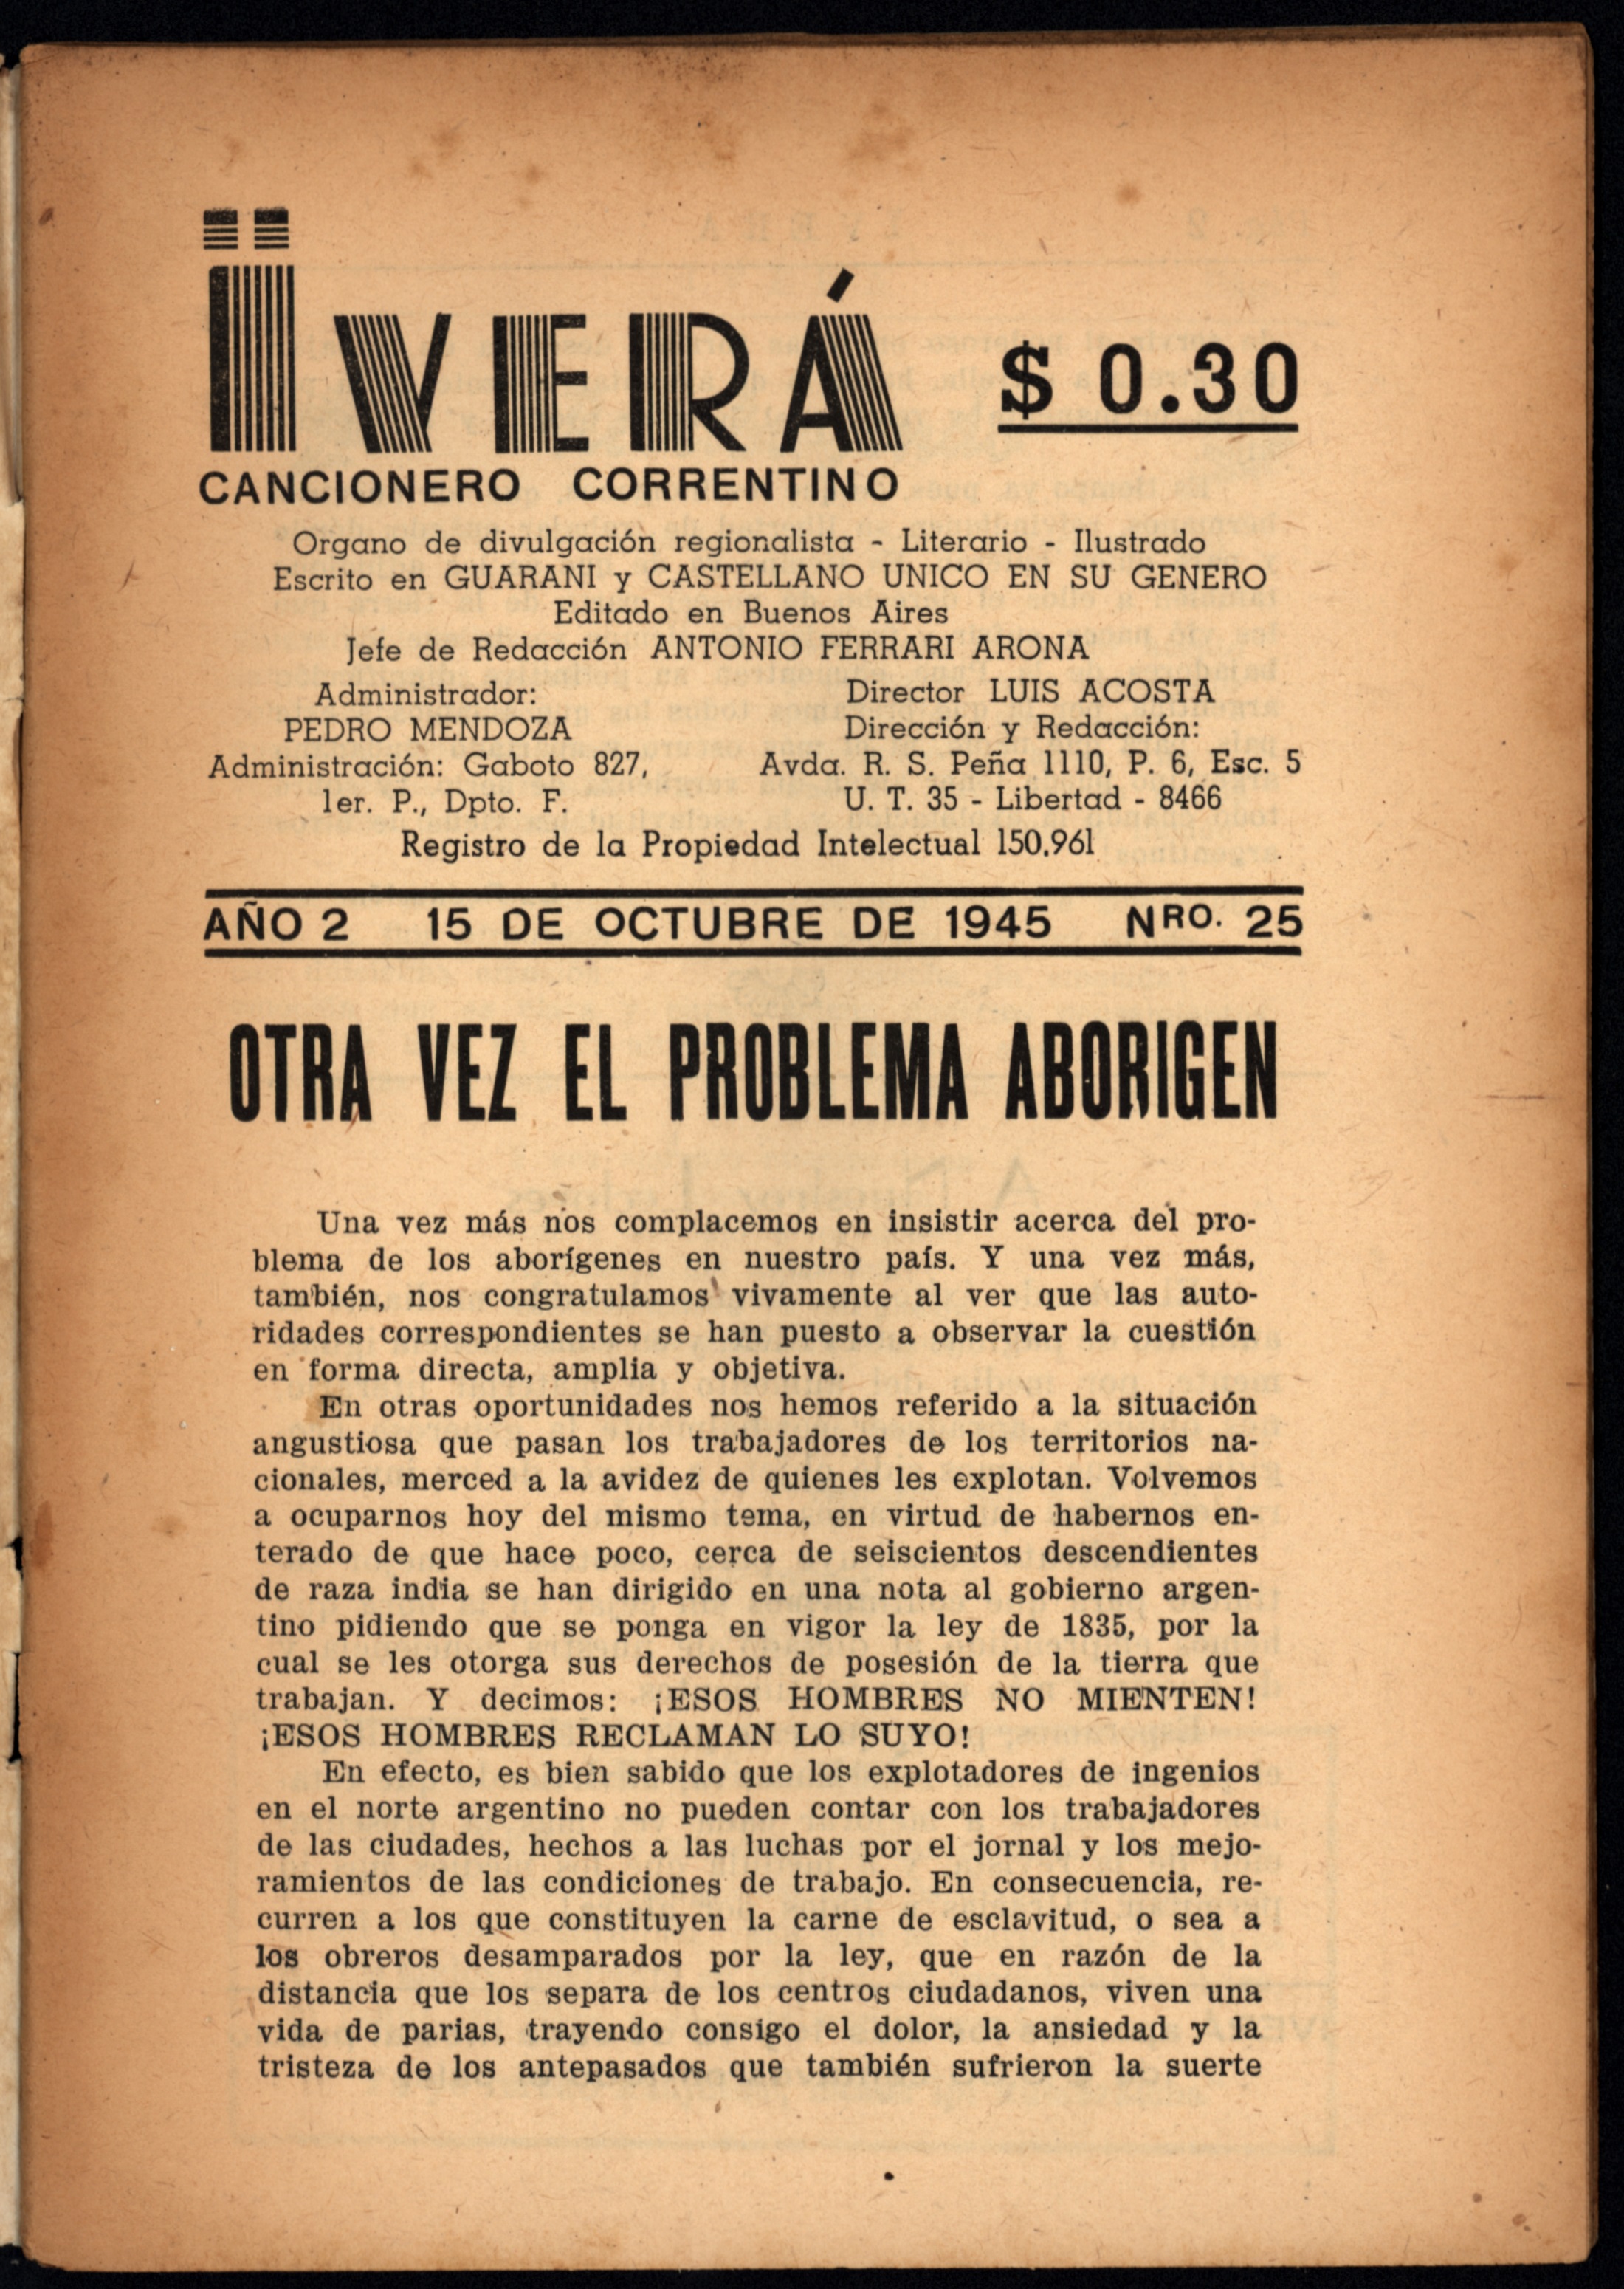 ÏVERÁ
$ 0.30
CANCIONERO CORRENTINO
Organo de divulgación regionalista - Literario - Ilustrado
Escrito en GUARANI y CASTELLANO UNICO EN SU GENERO
Editado en Buenos Aires
Jefe de Redacción ANTONIO FERRARI ARONA
Administrador:
PEDRO MENDOZA
Administración: Gaboto 827,
1er. P., Dpto. F.
Director LUIS ACOSTA
Dirección y Redacción:
Avda. R. S. Peña 1110, P. 6, Esc. 5
U. T. 35 - Libertad - 8466
Registro de la Propiedad Intelectual 150.961
AÑO 2 15 DE OCTUBRE DE 1945 NRO. 25
OTRA VEZ EL PROBLEMA ABORIGEN
Una vez más nos complacemos en insistir acerca del pro-
blema de los aborígenes en nuestro país. Y una vez más,
también, nos congratulamos vivamente al ver que las auto-
ridades correspondientes se han puesto a observar la cuestión
en forma directa, amplia y objetiva.
En otras oportunidades nos hemos referido a la situación
angustiosa que pasan los trabajadores de los territorios na-
cionales, merced a la avidez de quienes les explotan. Volvemos
a ocuparnos hoy del mismo tema, en virtud de habernos en-
terado de que hace poco, cerca de seiscientos descendientes
de raza india se han dirigido en una nota al gobierno argen-
tino pidiendo que se ponga en vigor la ley de 1835, por la
cual se les otorga sus derechos de posesión de la tierra que
trabajan. Y decimos: ¡ESOS HOMBRES NO MIENTEN!
¡ESOS HOMBRES RECLAMAN LO SUYO!
En efecto, es bien sabido que los explotadores de ingenios
en el norte argentino no pueden contar con los trabajadores
de las ciudades, hechos a las luchas por el jornal y los mejo-
ramientos de las condiciones de trabajo. En consecuencia, re-
curren a los que constituyen la carne de esclavitud, o sea a
los obreros desamparados por la ley, que en razón de la
distancia que los separa de los centros ciudadanos, viven una
vida de parias, trayendo consigo el dolor, la ansiedad y la
tristeza de los antepasados que también sufrieron la suerte